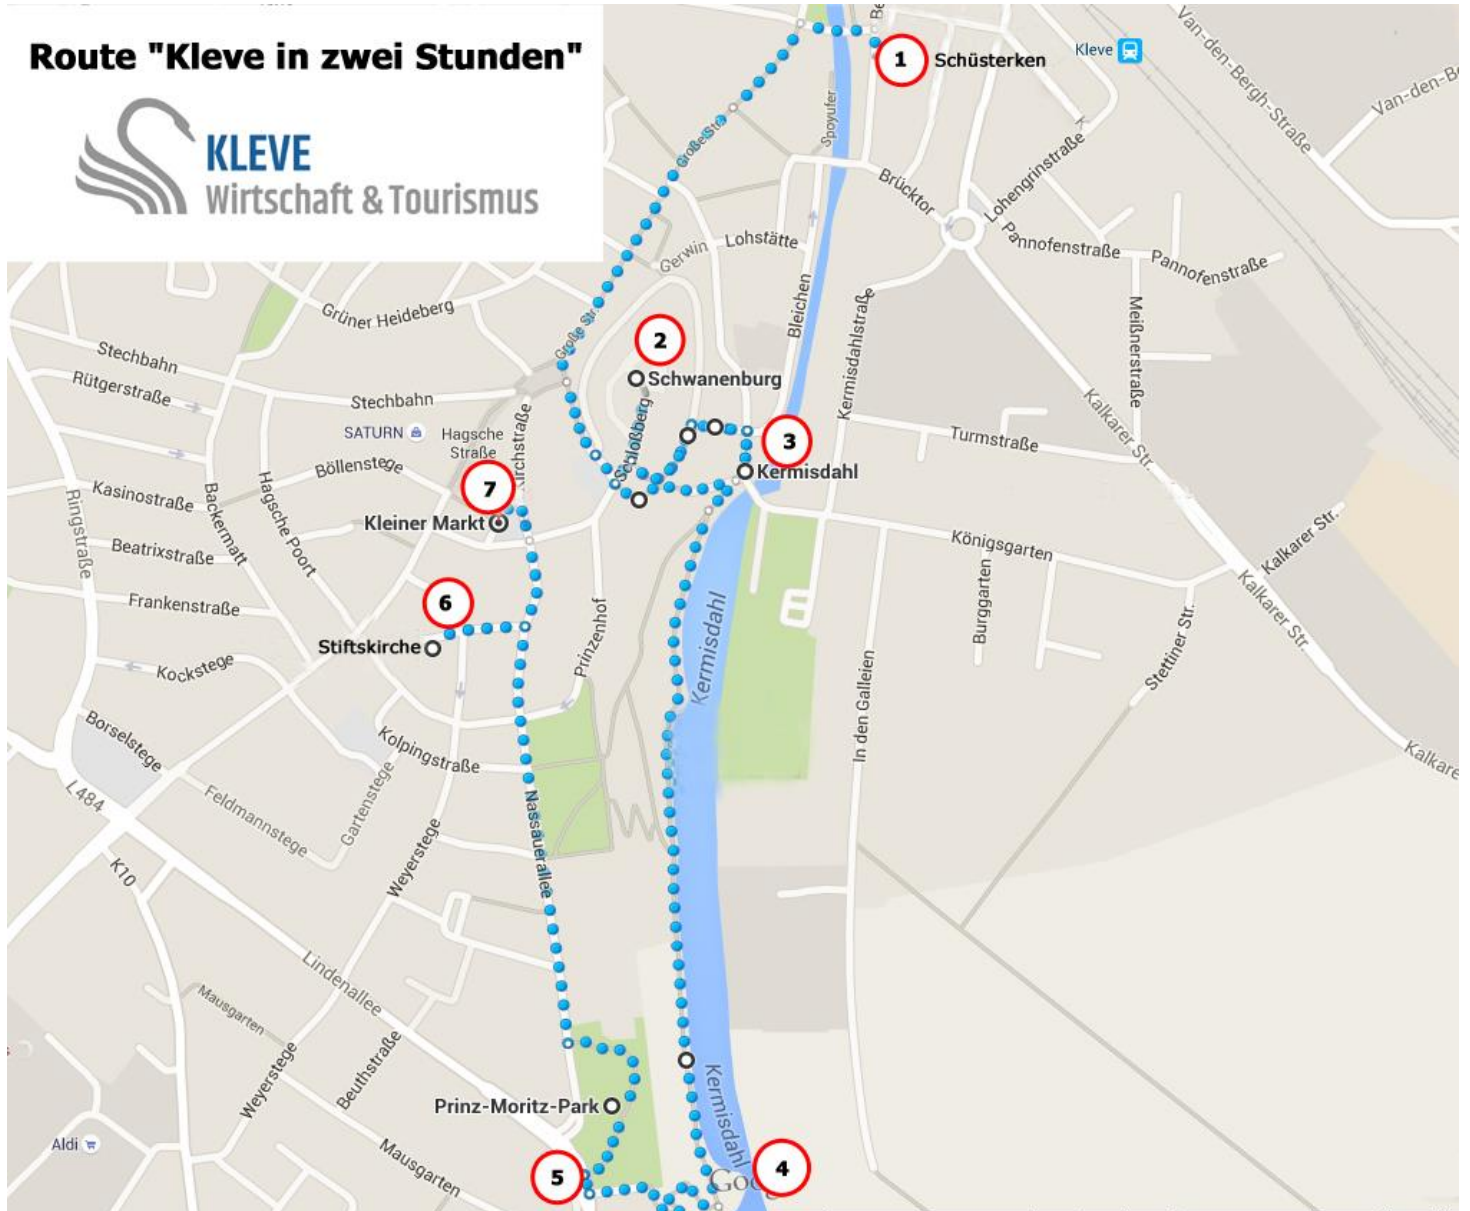 Route "Kleve in zwei Stunden"
KLEVE
Wirtschaft & Tourismus
1
Schüsterken
Kleve
Van-den-Bergh-Straße
Van-den-Be
Be
Spoyufer
Große Str.
Brücktor
Lohengrinstraße
K
Pannofenstraße
Pannofenstraße
Lohstätte
Gerwin
Bleichen
Kermisdahlstraße
Meißnerstraße
Grüner Heideberg
Große Str.
Stechbahn
Rütgerstraße
Stechbahn
2
Schwanenburg
Schloßberg
SATURN
Hagsche
Straße
Kirchstraße
3
Kermisdahl
Turmstraße
Kalkarer Str.
Böllenstege
7
Kleiner Markt
Kasinostraße
Backermatt
Hagsche Poort
Ringstraße
Beatrixstraße
Frankenstraße
Königsgarten
Kalkarer Str.
Kalkarer Str.
Burggarten
Stettiner Str.
6
Stiftskirche
Prinzenhof
Kermisdahl
In den Galleien
Kockstege
Borselstege
Kolpingstraße
Kalkare
L484
Feldmannstege
Gartenstege
Nassauerallee
Weyerstege
K10
Lindenallee
Mausgarten
Weyerstege
Beuthstraße
Prinz-Moritz-Park
Kermisdahl
Aldi
Mausgarten
5
4
Goo